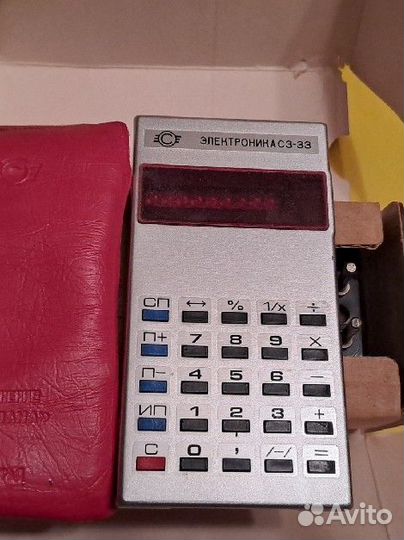 ЭЛЕКТРОНИКА С3-33
СП ↔ % 1/x ÷
П+ 7 8 9 X
П− 4 5 6 −
ИП 1 2 3 +
С 0 , /−/ =
Avito